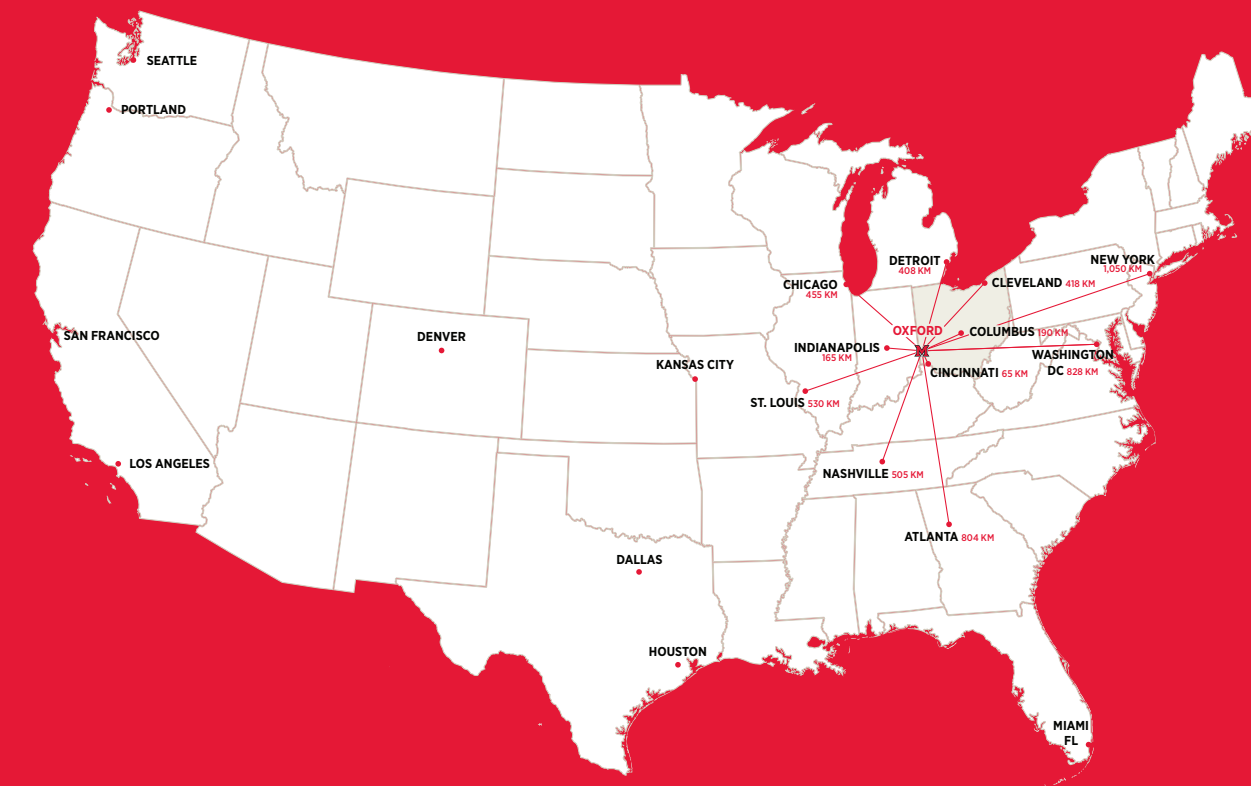 SEATTLE
PORTLAND
DETROIT
408 KM
NEW YORK
1,050 KM
CHICAGO
455 KM
CLEVELAND 418 KM
SAN FRANCISCO
DENVER
OXFORD
M
COLUMBUS 190 KM
INDIANAPOLIS
165 KM
WASHINGTON
DC 828 KM
KANSAS CITY
CINCINNATI 65 KM
ST. LOUIS 530 KM
LOS ANGELES
NASHVILLE 505 KM
ATLANTA 804 KM
DALLAS
HOUSTON
MIAMI
FL